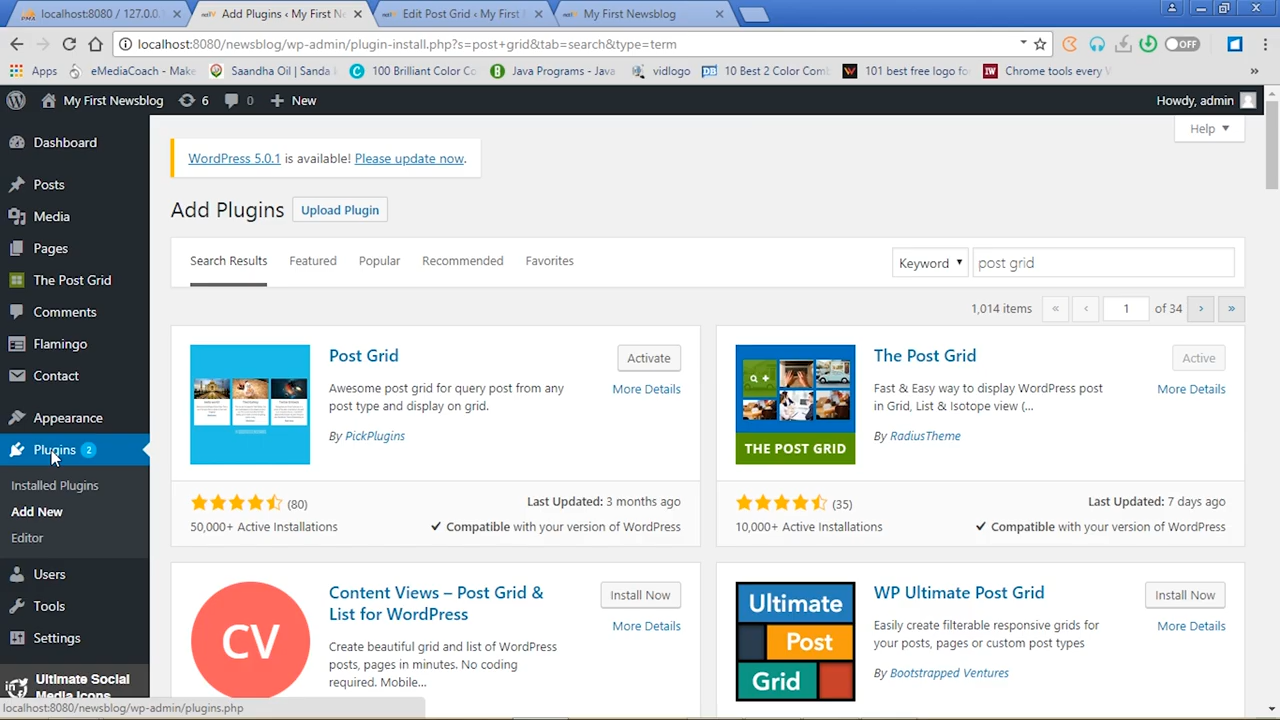 localhost:8080 / 127.0.0.1
Add Plugins ‹ My First N
Edit Post Grid ‹ My First
My First Newsblog
localhost:8080/newsblog/wp-admin/plugin-install.php?s=post+grid&tab=search&type=term
OFF
Apps
eMediaCoach - Make
Saandha Oil | Sanda
100 Brilliant Color Co
Java Programs - Java
vidlogo
10 Best 2 Color Comb
101 best free logo fo
Chrome tools every
»
My First Newsblog
6
0
+ New
Howdy, admin
Dashboard
Posts
Media
Pages
The Post Grid
Comments
Flamingo
Contact
Appearance
Plugins 2
Installed Plugins
Add New
Editor
Users
Tools
Settings
Ultimate Social
Media Icons
localhost:8080/newsblog/wp-admin/plugins.php
Help ▼
WordPress 5.0.1 is available! Please update now.
Add Plugins
Upload Plugin
Search Results
Featured
Popular
Recommended
Favorites
Keyword ▼
post grid
1,014 items « ‹ 1 of 34 › »
Post Grid
Activate
Awesome post grid for query post from any
post type and display on grid.
More Details
By PickPlugins
(80)
Last Updated: 3 months ago
50,000+ Active Installations
✔ Compatible with your version of WordPress
THE POST GRID
The Post Grid
Active
Fast & Easy way to display WordPress post
in Grid, List & Isotope view (...
More Details
By RadiusTheme
(35)
Last Updated: 7 days ago
10,000+ Active Installations
✔ Compatible with your version of WordPress
CV
Content Views – Post Grid &
List for WordPress
Install Now
More Details
Create beautiful grid and list of WordPress
posts, pages in minutes. No coding
required. Mobile...
Ultimate
Post
Grid
WP Ultimate Post Grid
Install Now
More Details
Easily create filterable responsive grids for
your posts, pages or custom post types
By Bootstrapped Ventures